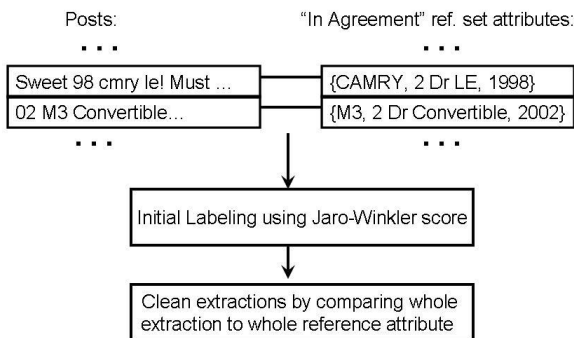 Posts:
"In Agreement" ref. set attributes:
. . .
. . .
Sweet 98 cmry le! Must ...
{CAMRY, 2 Dr LE, 1998}
02 M3 Convertible...
{M3, 2 Dr Convertible, 2002}
. . .
. . .
Initial Labeling using Jaro-Winkler score
Clean extractions by comparing whole
extraction to whole reference attribute